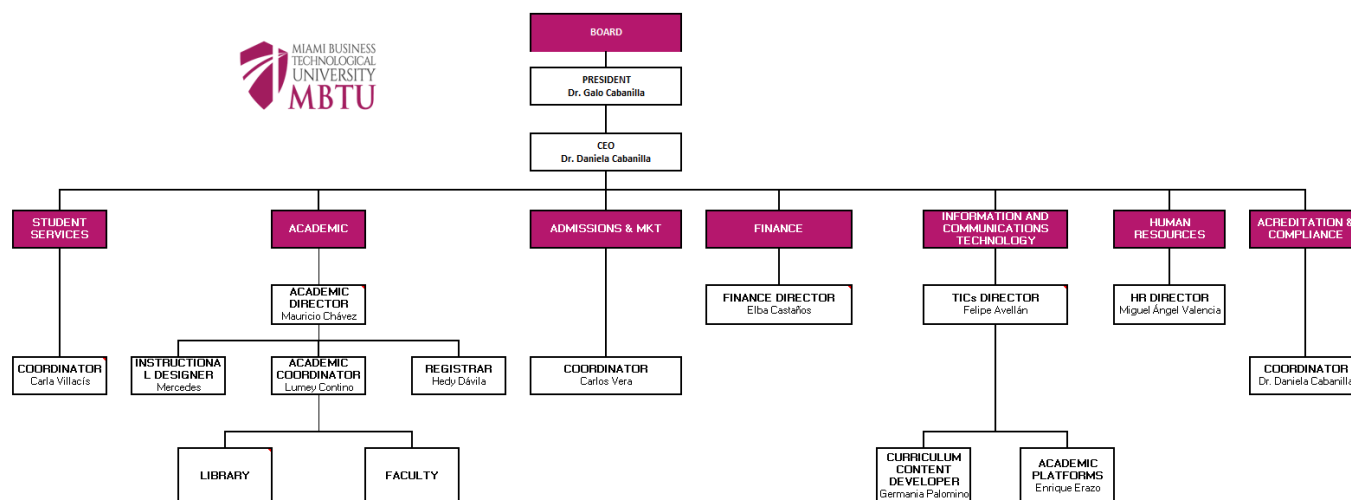 MIAMI BUSINESS
TECHNOLOGICAL
UNIVERSITY
MBTU
BOARD
PRESIDENT
Dr. Galo Cabanilla
CEO
Dr. Daniela Cabanilla
STUDENT
SERVICES
ACADEMIC
ADMISSIONS & MKT
FINANCE
INFORMATION AND
COMMUNICATIONS
TECHNOLOGY
HUMAN
RESOURCES
ACREDITATION &
COMPLIANCE
ACADEMIC
DIRECTOR
Mauricio Chávez
FINANCE DIRECTOR
Elba Castaños
TICs DIRECTOR
Felipe Avellán
HR DIRECTOR
Miguel Ángel Valencia
COORDINATOR
Carla Villacís
INSTRUCTIONA
L DESIGNER
Mercedes
ACADEMIC
COORDINATOR
Lumey Contino
REGISTRAR
Hedy Dávila
COORDINATOR
Carlos Vera
COORDINATOR
Dr. Daniela Cabanilla
LIBRARY
FACULTY
CURRICULUM
CONTENT
DEVELOPER
Germania Palomino
ACADEMIC
PLATFORMS
Enrique Erazo